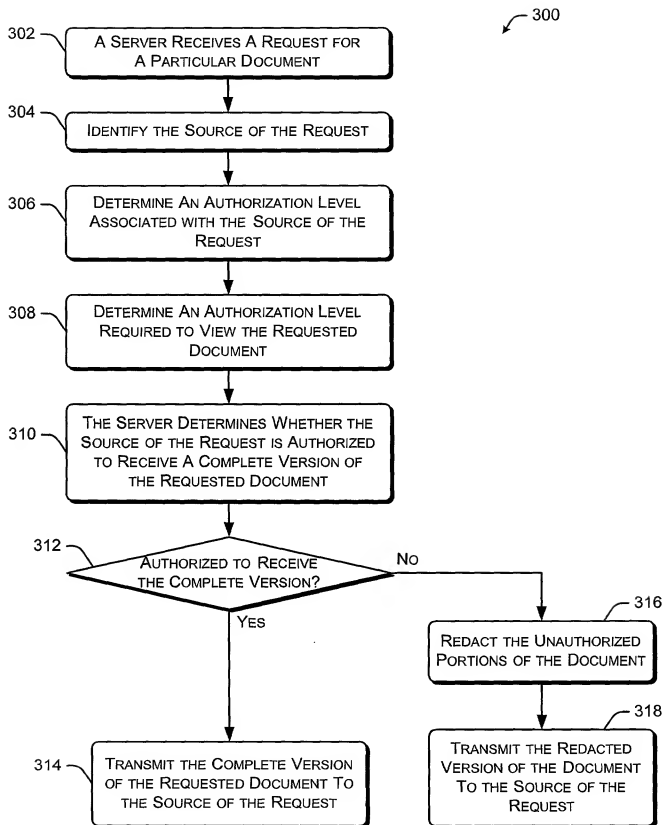 300
302
A SERVER RECEIVES A REQUEST FOR
A PARTICULAR DOCUMENT
304
IDENTIFY THE SOURCE OF THE REQUEST
306
DETERMINE AN AUTHORIZATION LEVEL
ASSOCIATED WITH THE SOURCE OF THE
REQUEST
308
DETERMINE AN AUTHORIZATION LEVEL
REQUIRED TO VIEW THE REQUESTED
DOCUMENT
310
THE SERVER DETERMINES WHETHER THE
SOURCE OF THE REQUEST IS AUTHORIZED
TO RECEIVE A COMPLETE VERSION OF
THE REQUESTED DOCUMENT
312
AUTHORIZED TO RECEIVE
THE COMPLETE VERSION?
NO
YES
316
REDACT THE UNAUTHORIZED
PORTIONS OF THE DOCUMENT
314
TRANSMIT THE COMPLETE VERSION
OF THE REQUESTED DOCUMENT TO
THE SOURCE OF THE REQUEST
318
TRANSMIT THE REDACTED
VERSION OF THE DOCUMENT
TO THE SOURCE OF THE
REQUEST